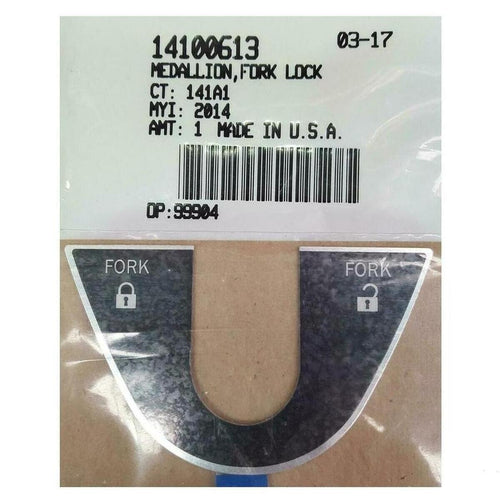 14100613 03-17
MEDALLION,FORK LOCK
CT: 141A1
MYI: 2014
AMT: 1 MADE IN U.S.A.
OP:99904
FORK FORK